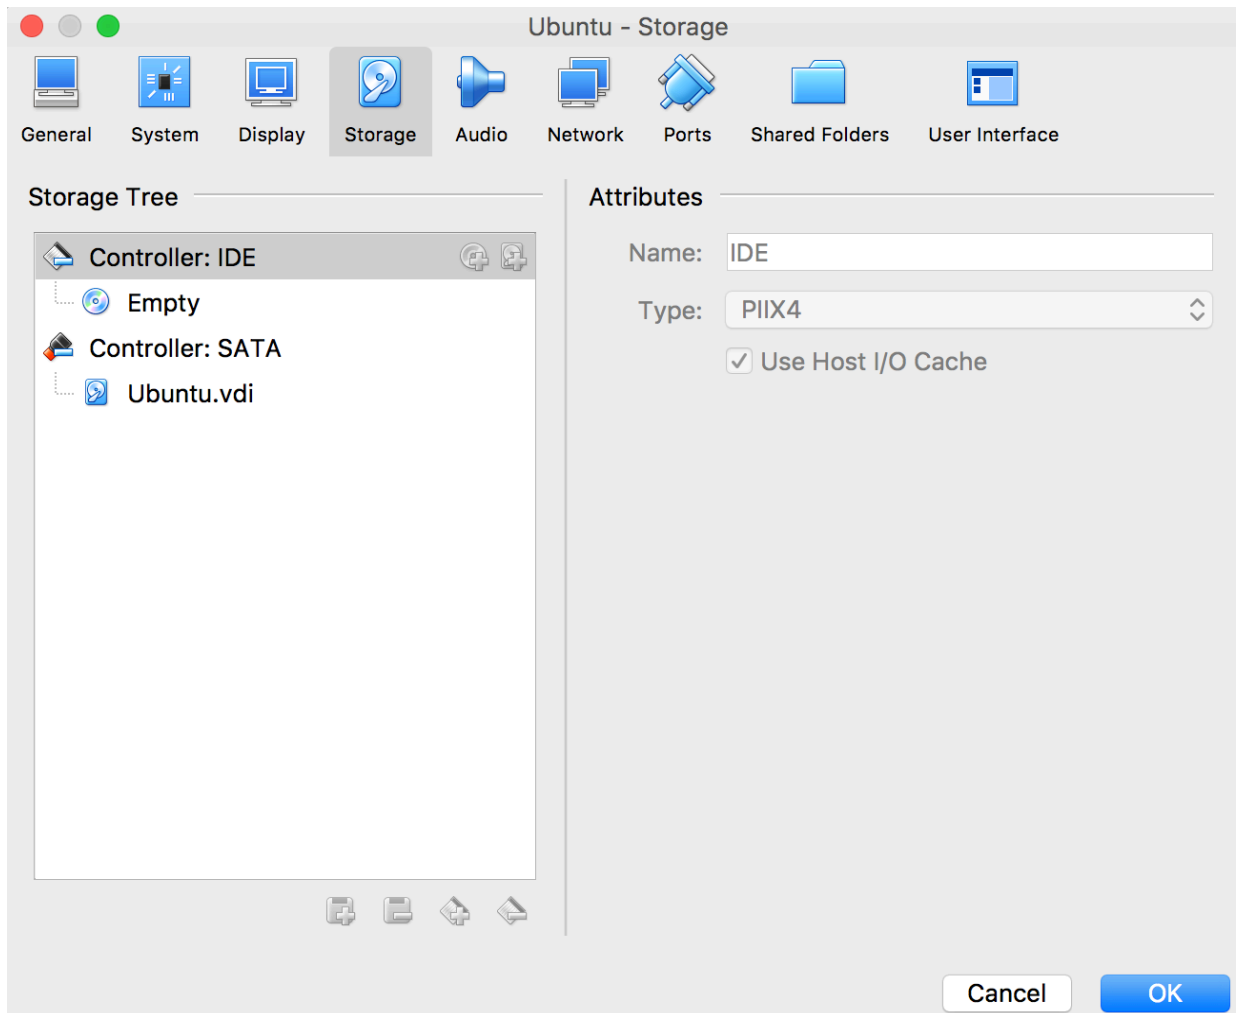 Ubuntu - Storage
General System Display Storage Audio Network Ports Shared Folders User Interface
Storage Tree
Controller: IDE
Empty
Controller: SATA
Ubuntu.vdi
Attributes
Name: IDE
Type: PIIX4
Use Host I/O Cache
Cancel OK